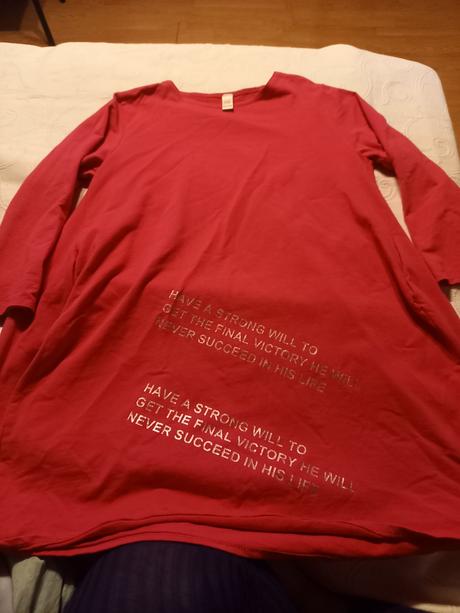 HAVE A STRONG WILL TO
GET THE FINAL VICTORY HE WILL
NEVER SUCCEED IN HIS LIFE
HAVE A STRONG WILL TO
GET THE FINAL VICTORY HE WILL
NEVER SUCCEED IN HIS LIFE